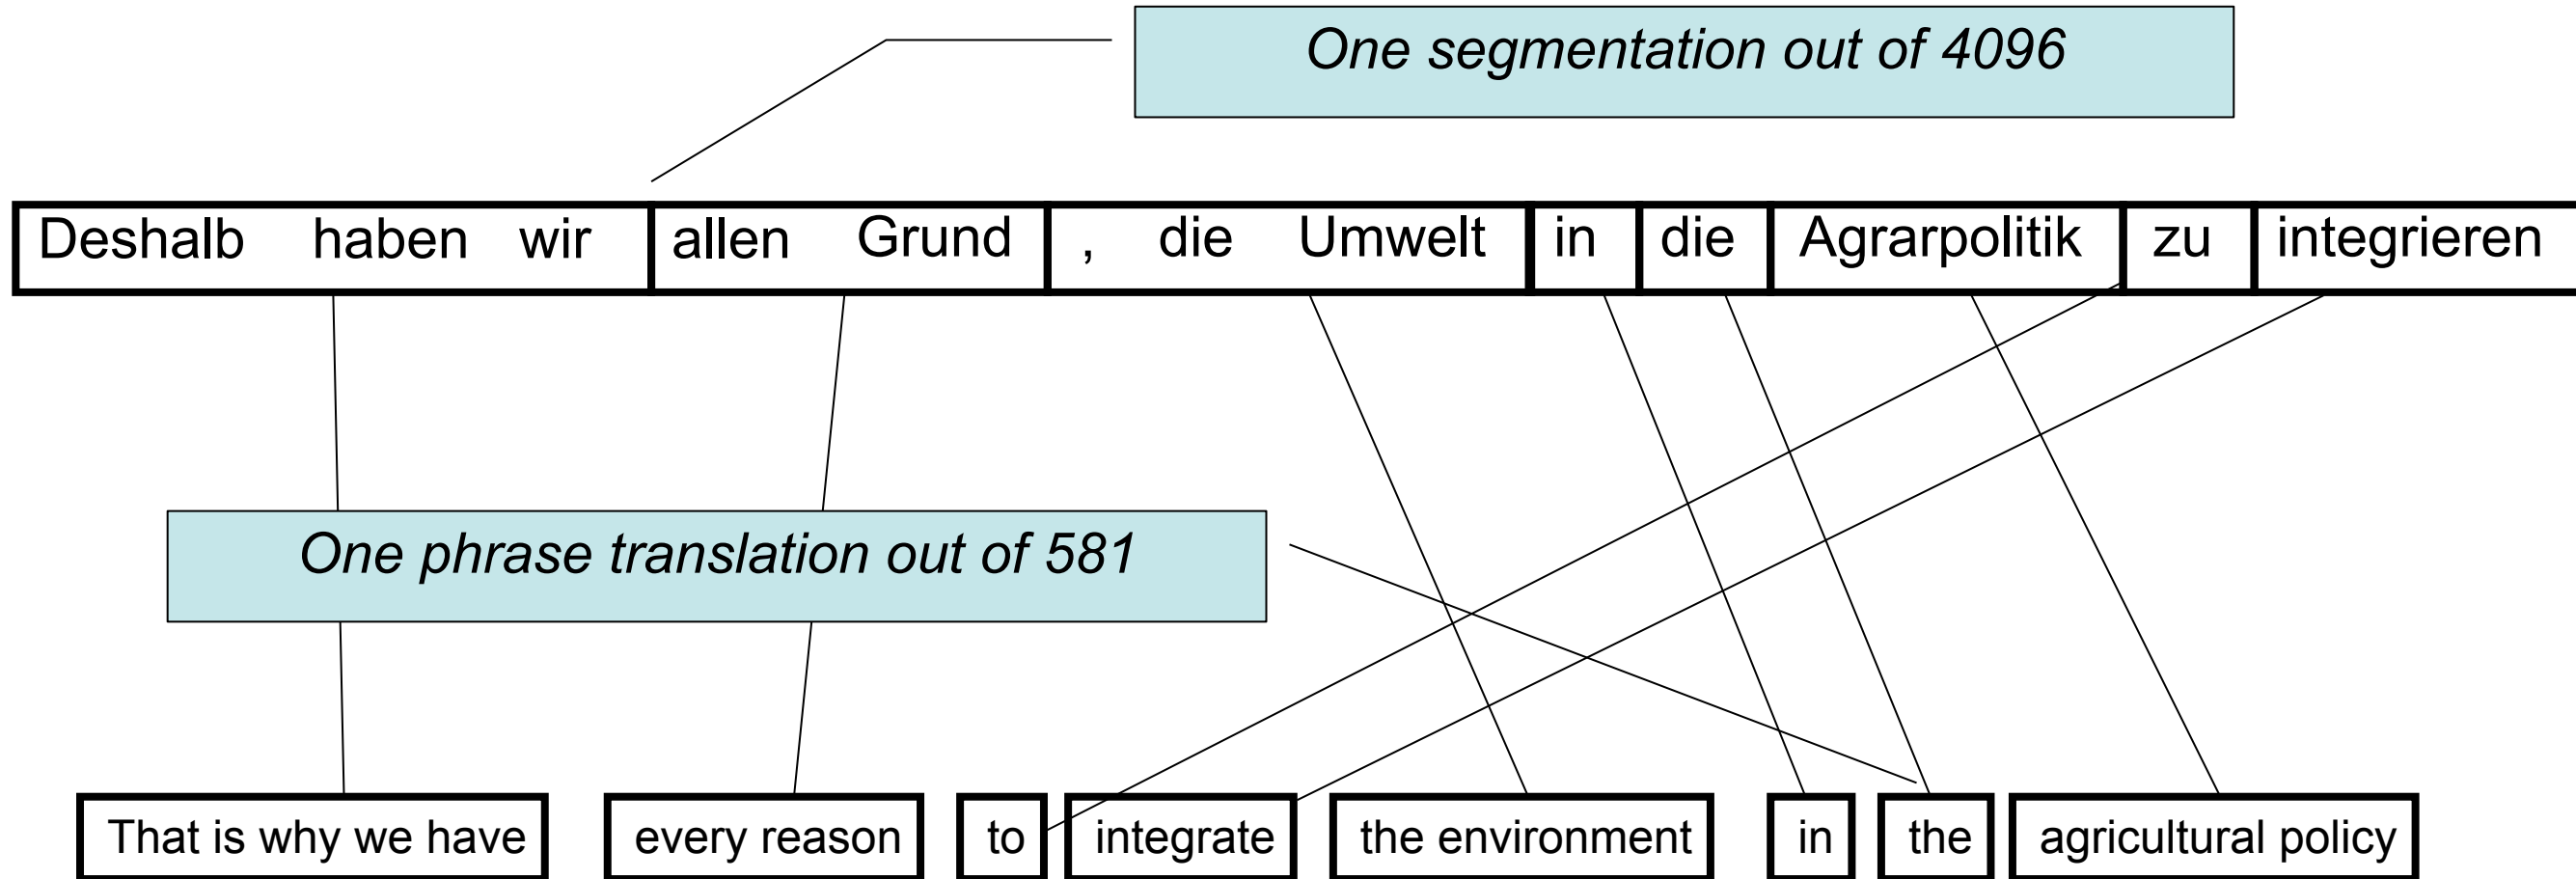 One segmentation out of 4096
Deshalb haben wir allen Grund , die Umwelt in die Agrarpolitik zu integrieren
One phrase translation out of 581
That is why we have every reason to integrate the environment in the agricultural policy